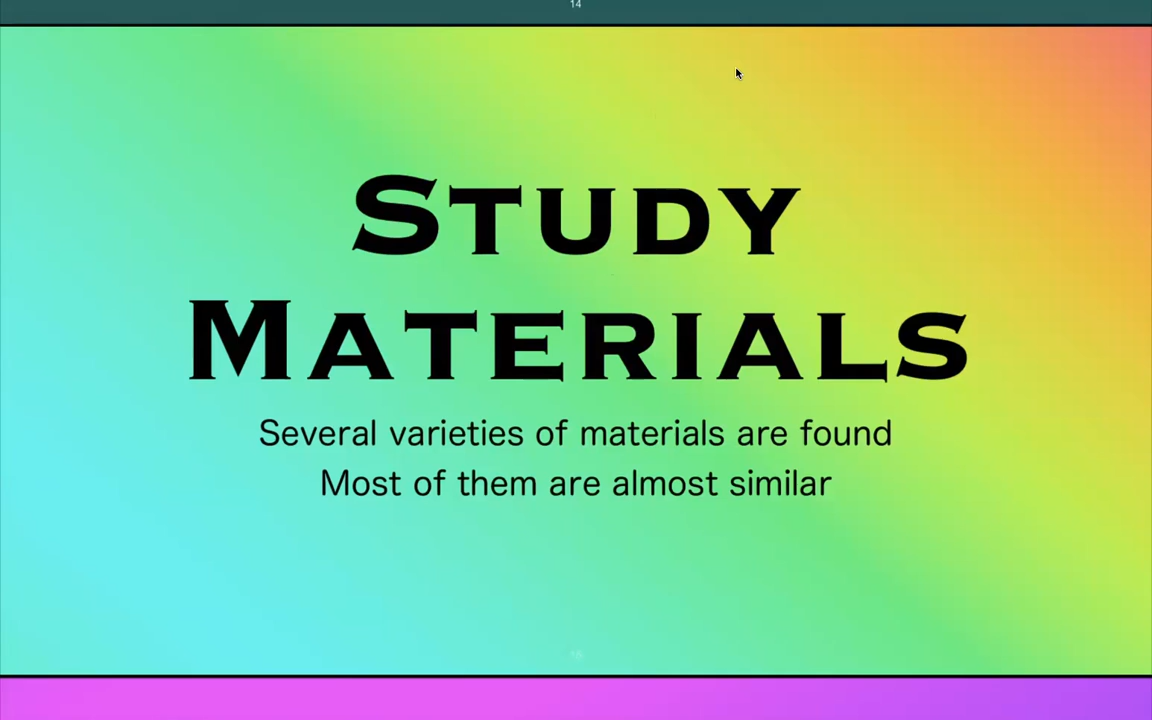 14
Study
Materials
Several varieties of materials are found
Most of them are almost similar